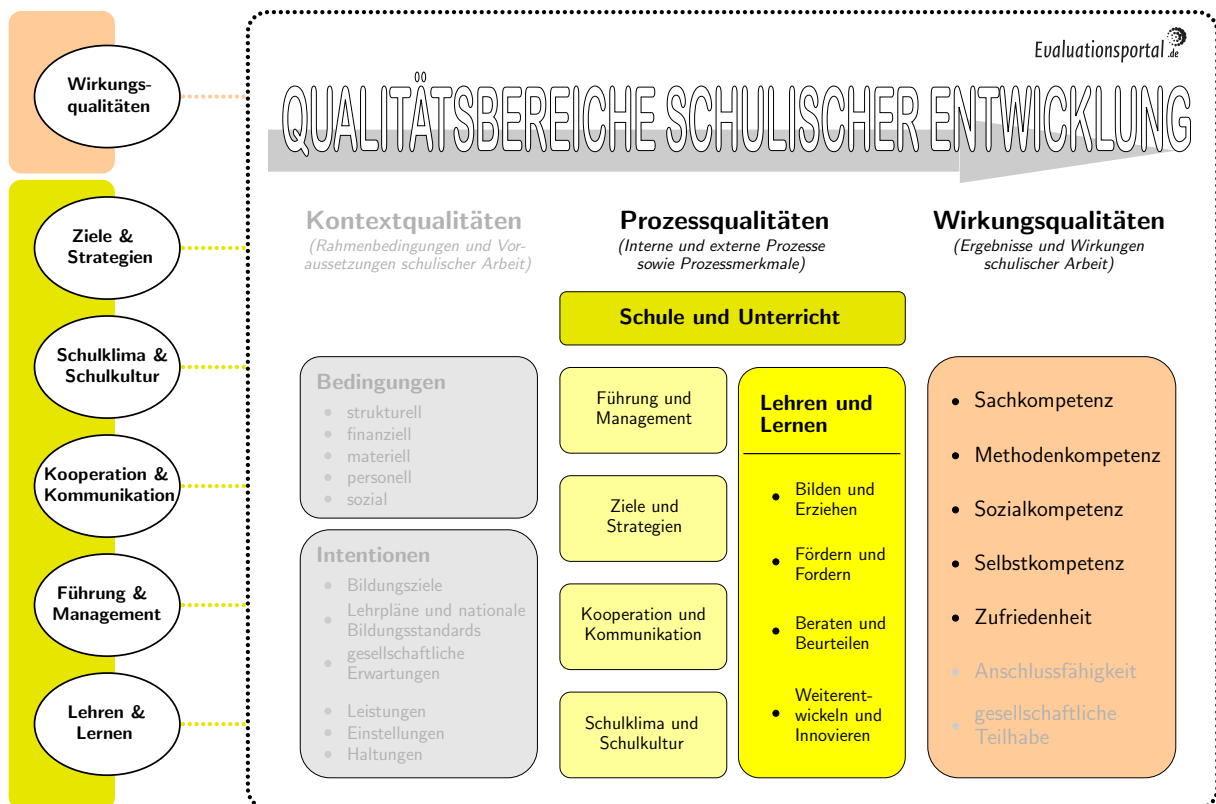 Wirkungs-
qualitäten
Ziele &
Strategien
Schulklima &
Schulkultur
Kooperation &
Kommunikation
Führung &
Management
Lehren &
Lernen
Evaluationsportal.de
QUALITÄTSBEREICHE SCHULISCHER ENTWICKLUNG
Kontextqualitäten
(Rahmenbedingungen und Vor-
aussetzungen schulischer Arbeit)
Bedingungen
• strukturell
• finanziell
• materiell
• personell
• sozial
Intentionen
• Bildungsziele
• Lehrpläne und nationale
Bildungsstandards
• gesellschaftliche
Erwartungen
• Leistungen
• Einstellungen
• Haltungen
Prozessqualitäten
(Interne und externe Prozesse
sowie Prozessmerkmale)
Schule und Unterricht
Führung und
Management
Ziele und
Strategien
Kooperation und
Kommunikation
Schulklima und
Schulkultur
Lehren und
Lernen
• Bilden und
Erziehen
• Fördern und
Fordern
• Beraten und
Beurteilen
• Weiterent-
wickeln und
Innovieren
Wirkungsqualitäten
(Ergebnisse und Wirkungen
schulischer Arbeit)
• Sachkompetenz
• Methodenkompetenz
• Sozialkompetenz
• Selbstkompetenz
• Zufriedenheit
• Anschlussfähigkeit
• gesellschaftliche
Teilhabe